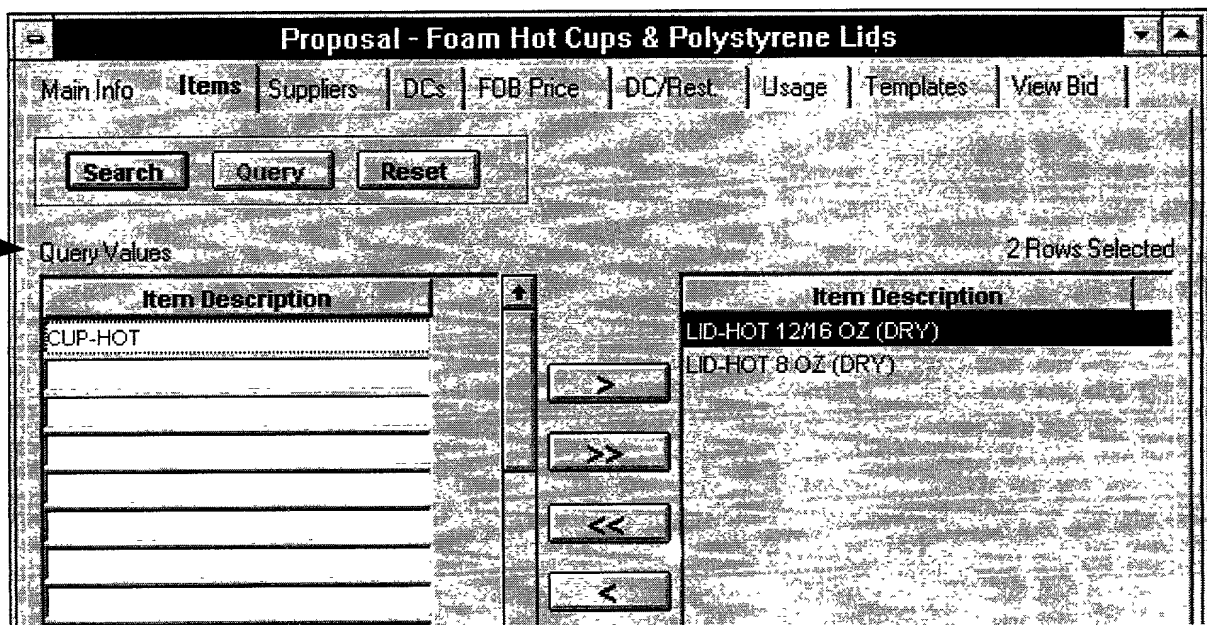 Proposal - Foam Hot Cups & Polystyrene Lids
Main Info Items Suppliers DCs FOB Price DC/Rest. Usage Templates View Bid
Search Query Reset
Query Values 2 Rows Selected
Item Description Item Description
CUP-HOT LID-HOT 12/16 OZ (DRY)
LID-HOT 8 OZ (DRY)
>
>>
<<
<